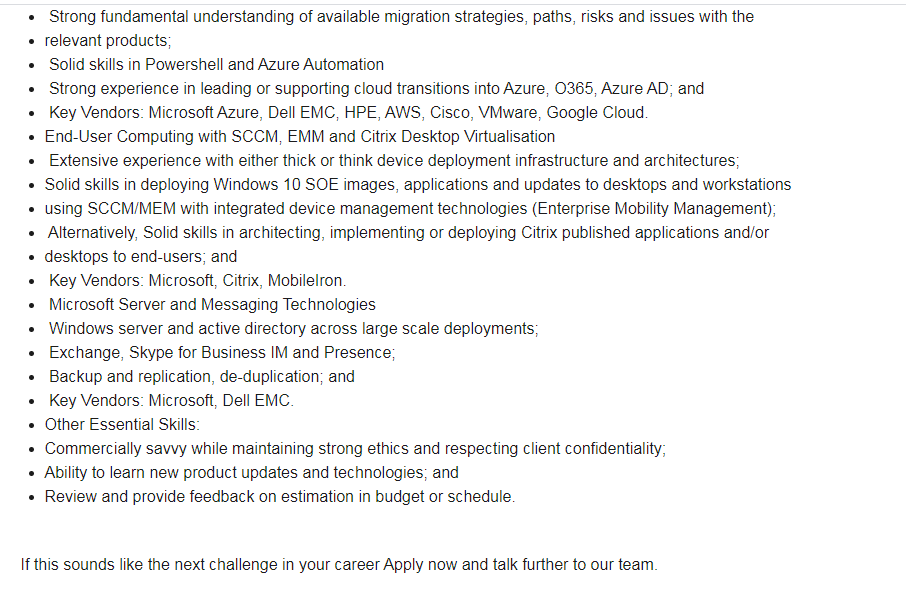 Strong fundamental understanding of available migration strategies, paths, risks and issues with the
relevant products;
Solid skills in Powershell and Azure Automation
Strong experience in leading or supporting cloud transitions into Azure, O365, Azure AD; and
Key Vendors: Microsoft Azure, Dell EMC, HPE, AWS, Cisco, VMware, Google Cloud.
End-User Computing with SCCM, EMM and Citrix Desktop Virtualisation
Extensive experience with either thick or think device deployment infrastructure and architectures;
Solid skills in deploying Windows 10 SOE images, applications and updates to desktops and workstations
using SCCM/MEM with integrated device management technologies (Enterprise Mobility Management);
Alternatively, Solid skills in architecting, implementing or deploying Citrix published applications and/or
desktops to end-users; and
Key Vendors: Microsoft, Citrix, MobileIron.
Microsoft Server and Messaging Technologies
Windows server and active directory across large scale deployments;
Exchange, Skype for Business IM and Presence;
Backup and replication, de-duplication; and
Key Vendors: Microsoft, Dell EMC.
Other Essential Skills:
Commercially savvy while maintaining strong ethics and respecting client confidentiality;
Ability to learn new product updates and technologies; and
Review and provide feedback on estimation in budget or schedule.
If this sounds like the next challenge in your career Apply now and talk further to our team.